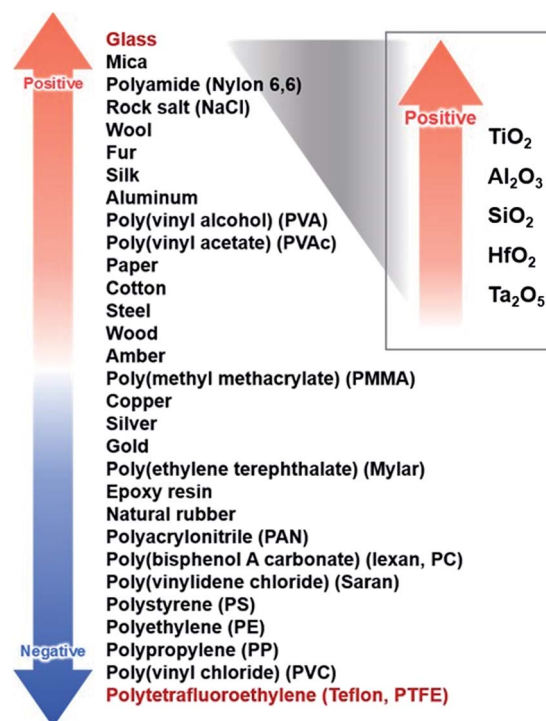 Glass
Mica
Positive
Polyamide (Nylon 6,6)
Rock salt (NaCl)
Wool
Fur
Silk
Aluminum
Poly(vinyl alcohol) (PVA)
Poly(vinyl acetate) (PVAc)
Paper
Cotton
Steel
Wood
Amber
Poly(methyl methacrylate) (PMMA)
Copper
Silver
Gold
Poly(ethylene terephthalate) (Mylar)
Epoxy resin
Natural rubber
Polyacrylonitrile (PAN)
Poly(bisphenol A carbonate) (lexan, PC)
Poly(vinylidene chloride) (Saran)
Polystyrene (PS)
Polyethylene (PE)
Negative
Polypropylene (PP)
Poly(vinyl chloride) (PVC)
Polytetrafluoroethylene (Teflon, PTFE)
Positive
TiO₂
Al₂O₃
SiO₂
HfO₂
Ta₂O₅